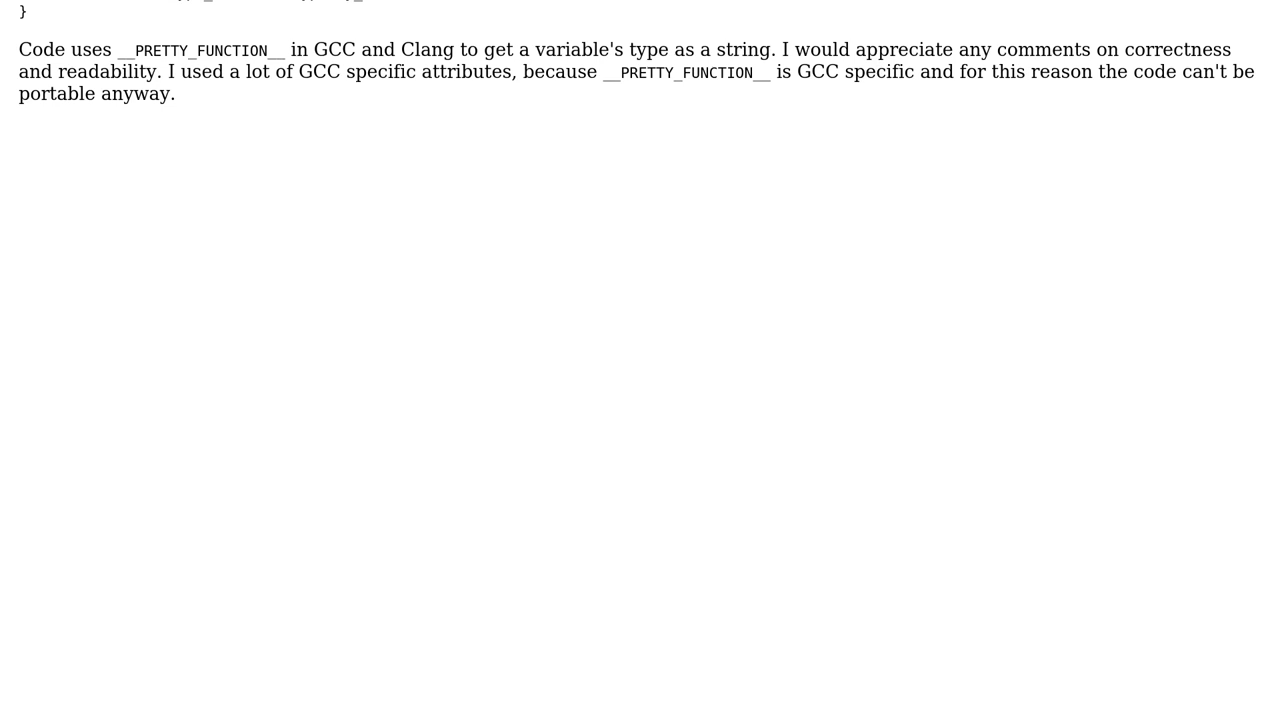 }
Code uses __PRETTY_FUNCTION__ in GCC and Clang to get a variable's type as a string. I would appreciate any comments on correctness
and readability. I used a lot of GCC specific attributes, because __PRETTY_FUNCTION__ is GCC specific and for this reason the code can't be
portable anyway.